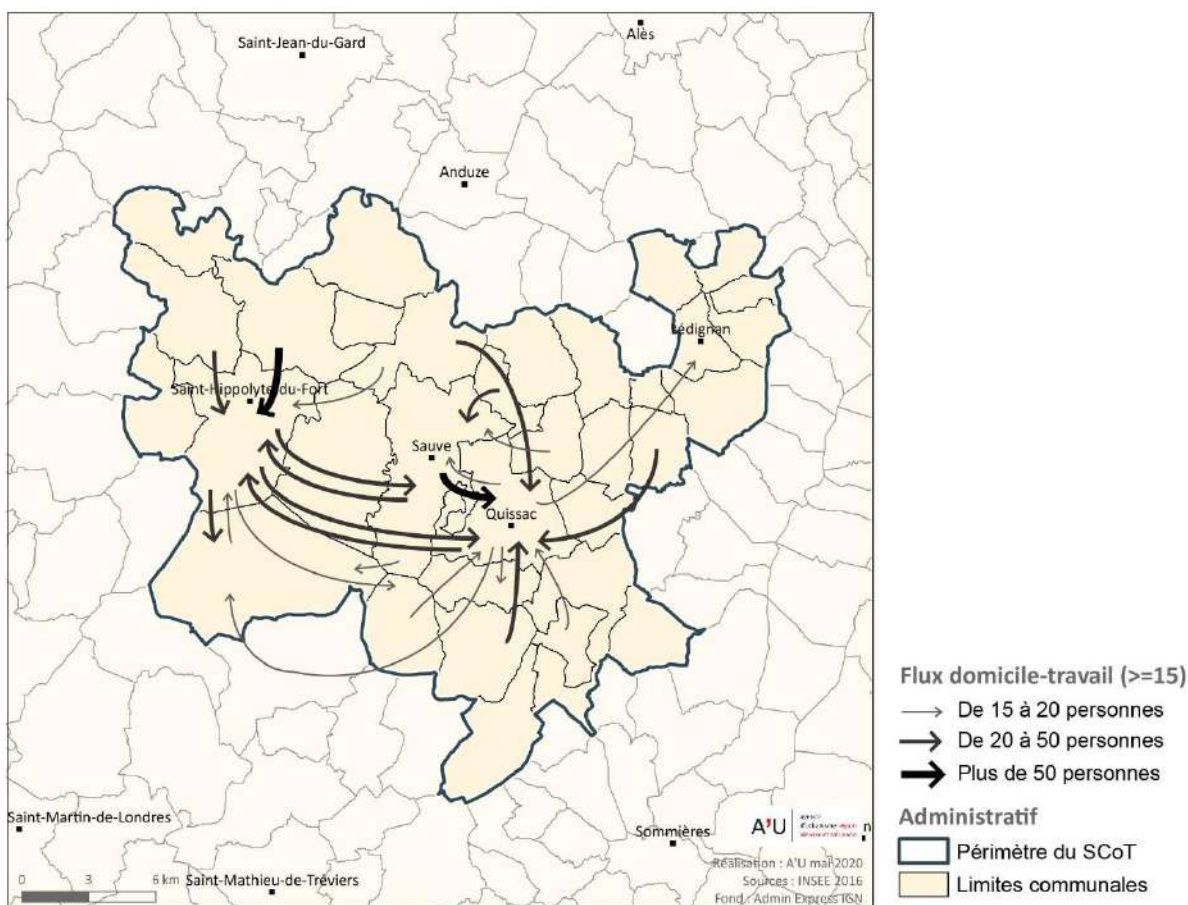 Saint-Jean-du-Gard
Alès
Anduze
Lédignan
Saint-Hippolyte-du-Fort
Sauve
Quissac
Saint-Martin-de-Londres
Sommières
Saint-Mathieu-de-Tréviers
0 3 6 km
A'U
Réalisation : A'U mai 2020
Sources : INSEE 2016
Fond : Admin Express IGN
Flux domicile-travail (>=15)
De 15 à 20 personnes
De 20 à 50 personnes
Plus de 50 personnes
Administratif
Périmètre du SCoT
Limites communales